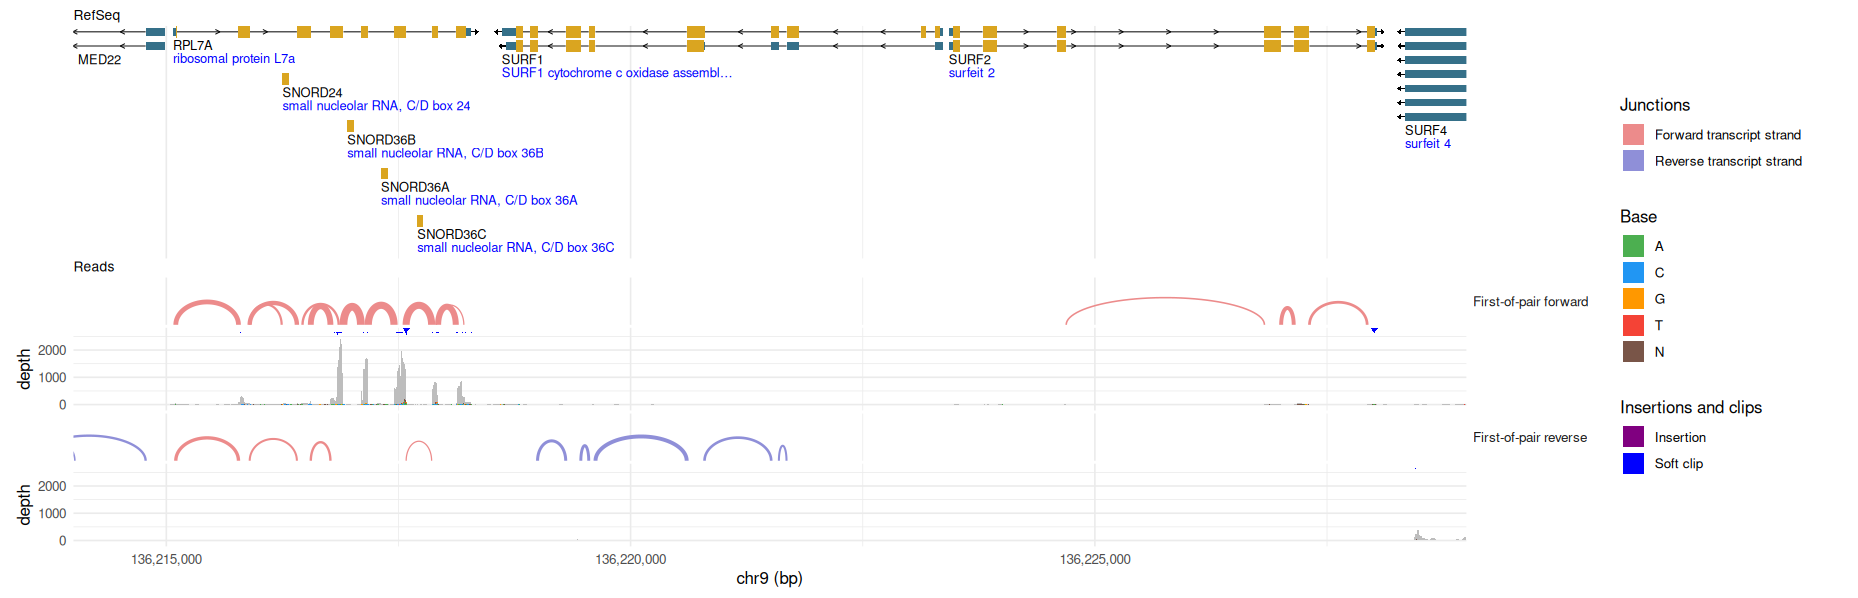 RefSeq
MED22
RPL7A
ribosomal protein L7a
SURF1
SURF1 cytochrome c oxidase assembl…
SURF2
surfeit 2
SNORD24
small nucleolar RNA, C/D box 24
SNORD36B
small nucleolar RNA, C/D box 36B
SURF4
surfeit 4
SNORD36A
small nucleolar RNA, C/D box 36A
SNORD36C
small nucleolar RNA, C/D box 36C
Reads
First-of-pair forward
depth
2000
1000
0
First-of-pair reverse
depth
2000
1000
0
136,215,000
136,220,000
136,225,000
chr9 (bp)
Junctions
Forward transcript strand
Reverse transcript strand
Base
A
C
G
T
N
Insertions and clips
Insertion
Soft clip